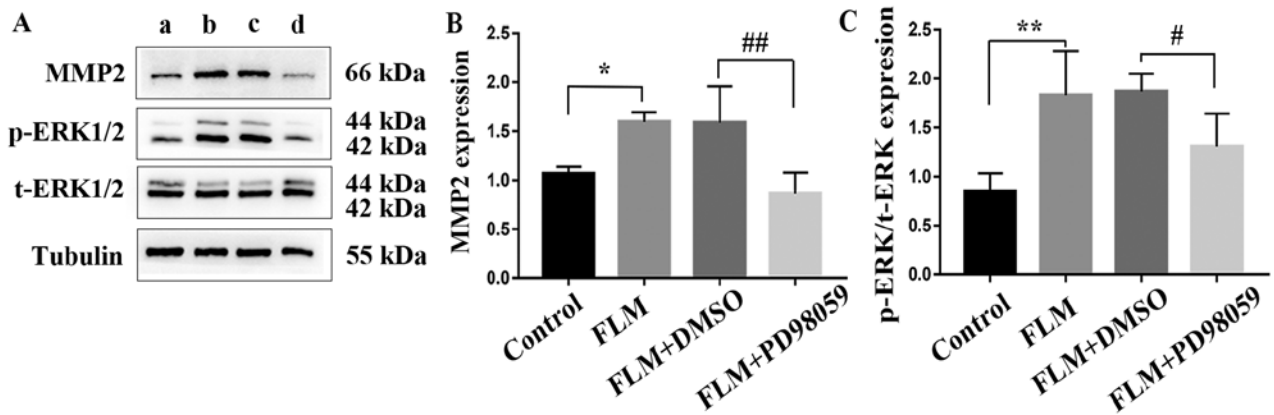 A
a b c d
MMP2
66 kDa
p-ERK1/2
44 kDa
42 kDa
t-ERK1/2
44 kDa
42 kDa
Tubulin
55 kDa
B
MMP2 expression
2.5
2.0
1.5
1.0
0.5
0.0
*
##
Control
FLM
FLM+DMSO
FLM+PD98059
C
p-ERK/t-ERK expresion
2.5
2.0
1.5
1.0
0.5
0.0
**
#
Control
FLM
FLM+DMSO
FLM+PD98059